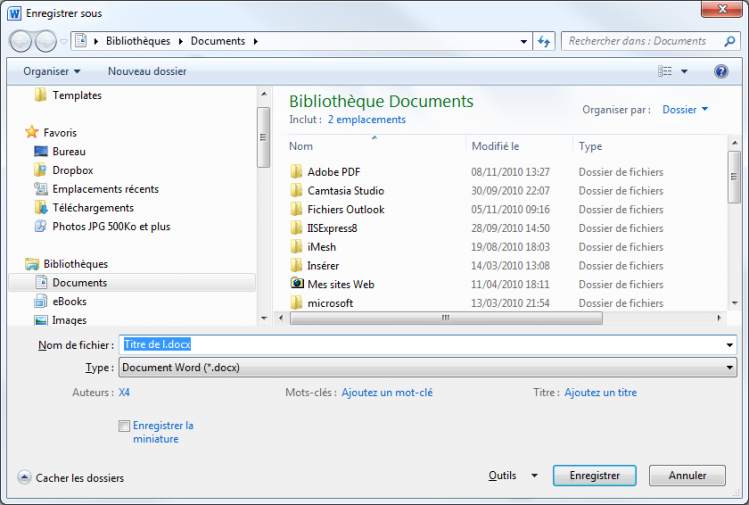 Enregistrer sous
Bibliothèques Documents
Rechercher dans : Documents
Organiser Nouveau dossier
Templates
Favoris
Bureau
Dropbox
Emplacements récents
Téléchargements
Photos JPG 500Ko et plus
Bibliothèques
Documents
eBooks
Images
Bibliothèque Documents
Inclut : 2 emplacements
Organiser par : Dossier
Nom Modifié le Type
Adobe PDF 08/11/2010 13:27 Dossier de fichiers
Camtasia Studio 30/09/2010 22:07 Dossier de fichiers
Fichiers Outlook 05/11/2010 09:16 Dossier de fichiers
IISExpress8 28/09/2010 14:50 Dossier de fichiers
iMesh 19/08/2010 18:03 Dossier de fichiers
Insérer 14/03/2010 13:08 Dossier de fichiers
Mes sites Web 11/04/2010 18:11 Dossier de fichiers
microsoft 13/03/2010 21:54 Dossier de fichiers
Nom de fichier : Titre de l.docx
Type : Document Word (*.docx)
Auteurs : X4 Mots-clés : Ajoutez un mot-clé Titre : Ajoutez un titre
Enregistrer la
miniature
Cacher les dossiers Outils Enregistrer Annuler